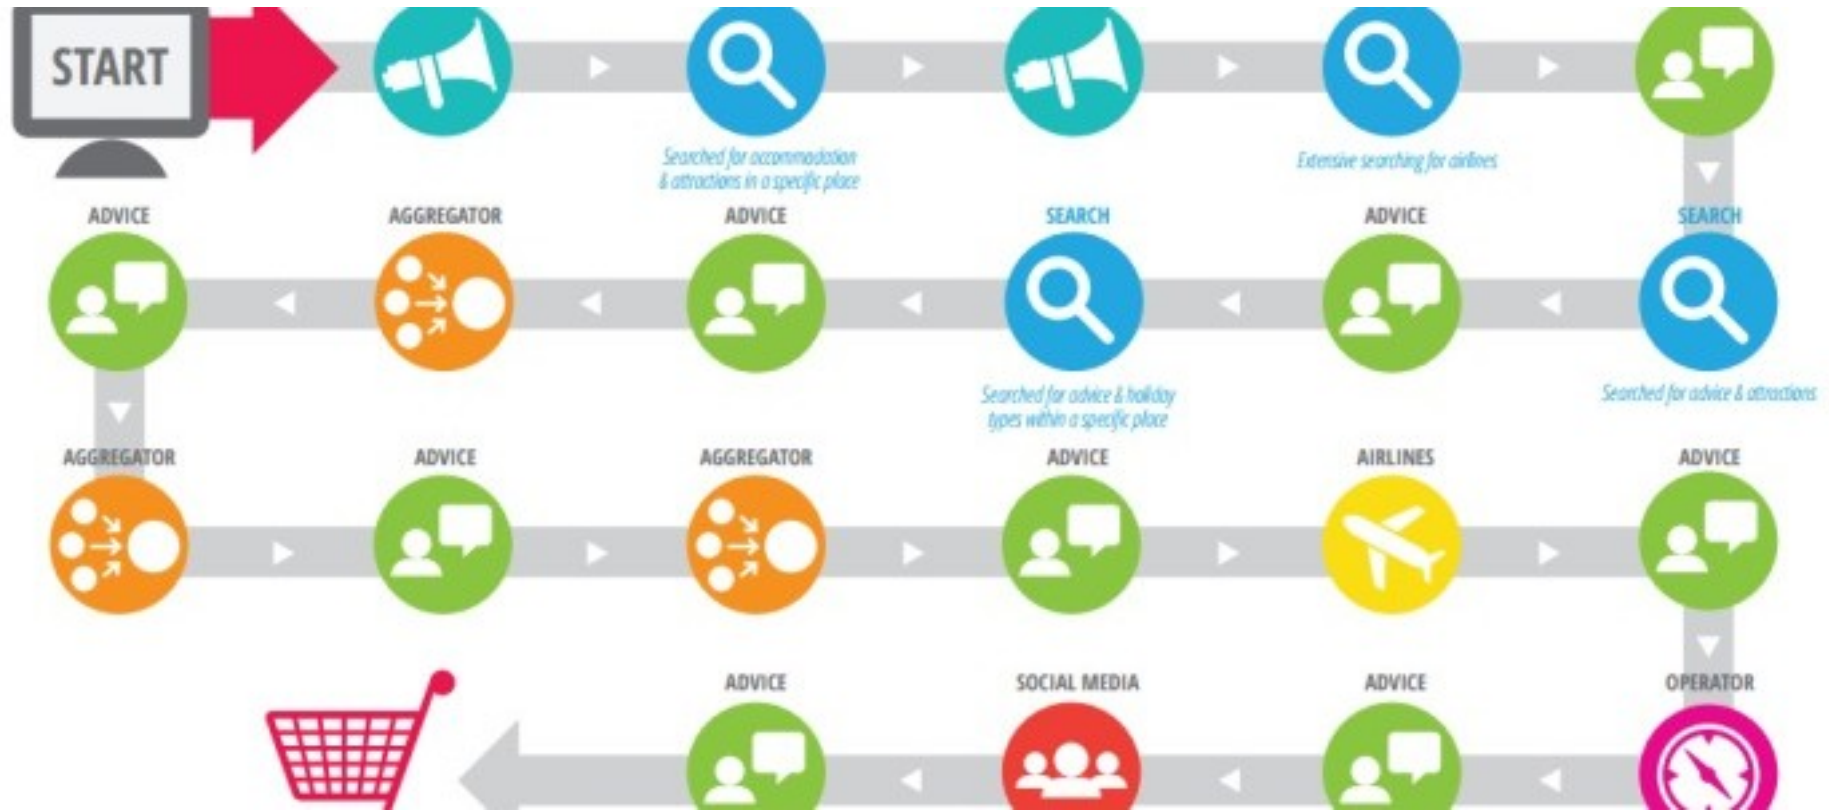 START
Searched for accommodation
& attractions in a specific place
Extensive searching for airlines
ADVICE
AGGREGATOR
ADVICE
SEARCH
ADVICE
SEARCH
Searched for advice & holiday
types within a specific place
Searched for advice & attractions
AGGREGATOR
ADVICE
AGGREGATOR
ADVICE
AIRLINES
ADVICE
ADVICE
SOCIAL MEDIA
ADVICE
OPERATOR